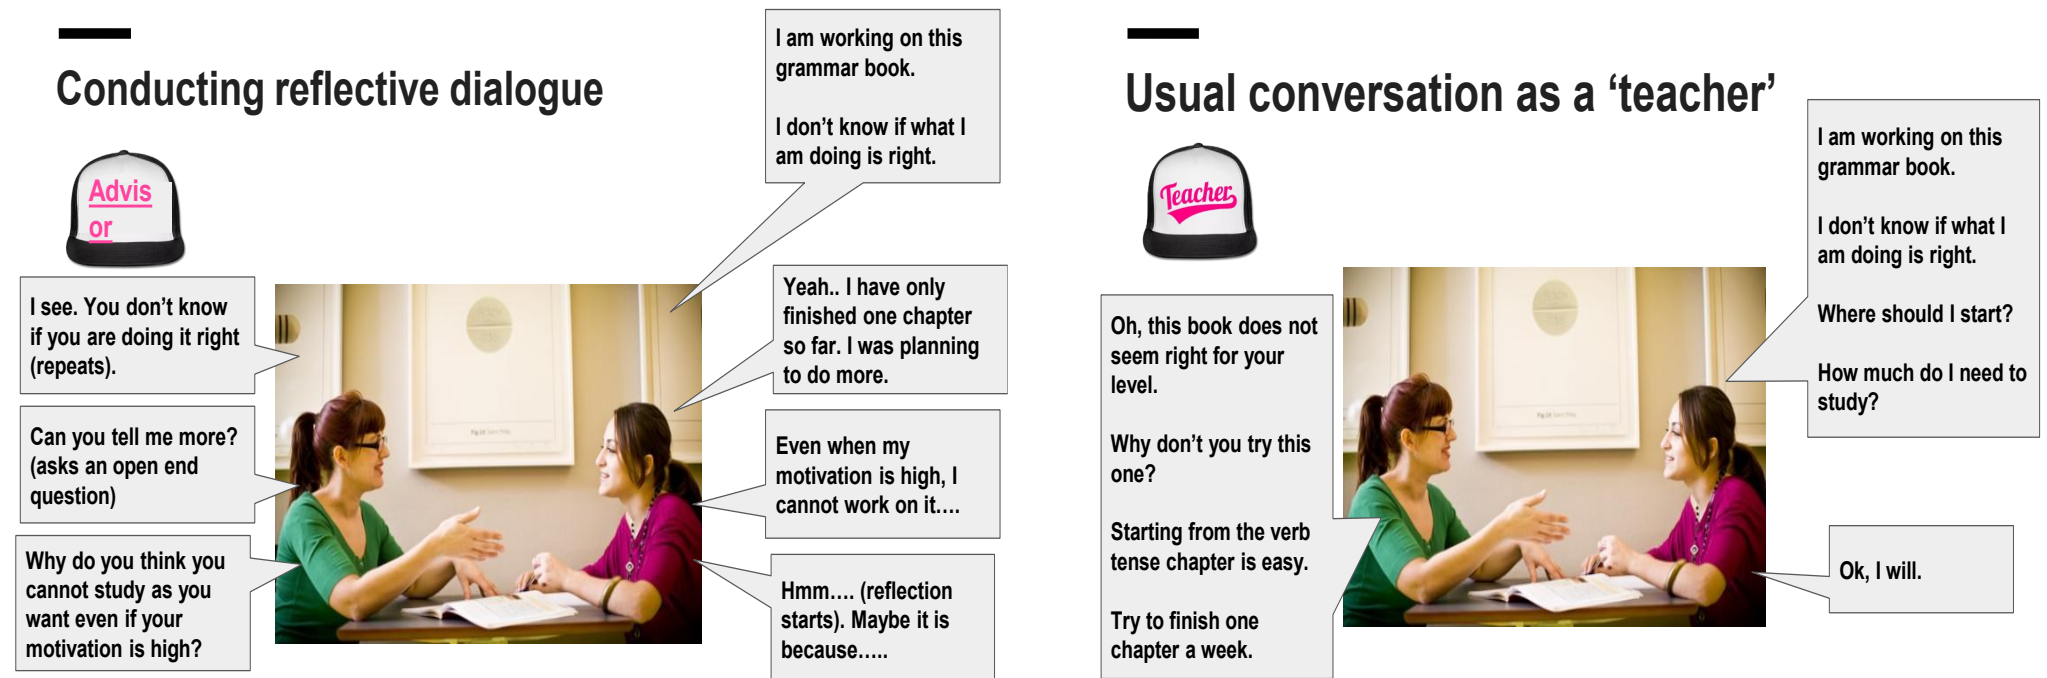 Conducting reflective dialogue
Advis
or
I am working on this
grammar book.
I don’t know if what I
am doing is right.
I see. You don’t know
if you are doing it right
(repeats).
Yeah.. I have only
finished one chapter
so far. I was planning
to do more.
Can you tell me more?
(asks an open end
question)
Even when my
motivation is high, I
cannot work on it….
Why do you think you
cannot study as you
want even if your
motivation is high?
Hmm…. (reflection
starts). Maybe it is
because…..
Usual conversation as a ‘teacher’
Teacher
I am working on this
grammar book.
I don’t know if what I
am doing is right.
Where should I start?
How much do I need to
study?
Oh, this book does not
seem right for your
level.
Why don’t you try this
one?
Starting from the verb
tense chapter is easy.
Try to finish one
chapter a week.
Ok, I will.